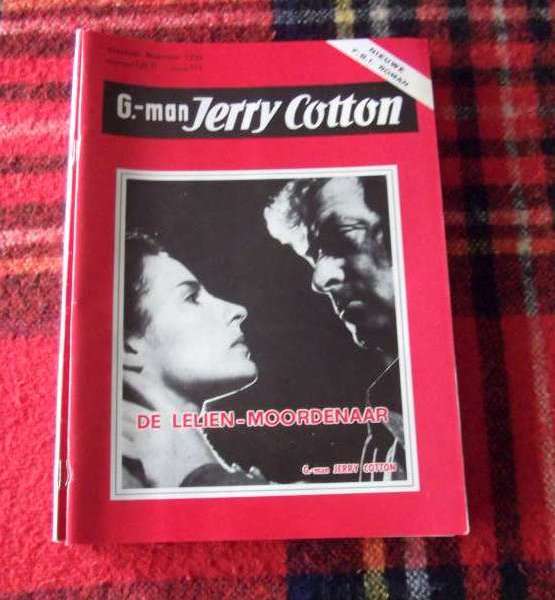 NIEUWE
F.B.I. ROMAN
G.-man Jerry Cotton
DE LELIEN-MOORDENAAR
G.-man JERRY COTTON